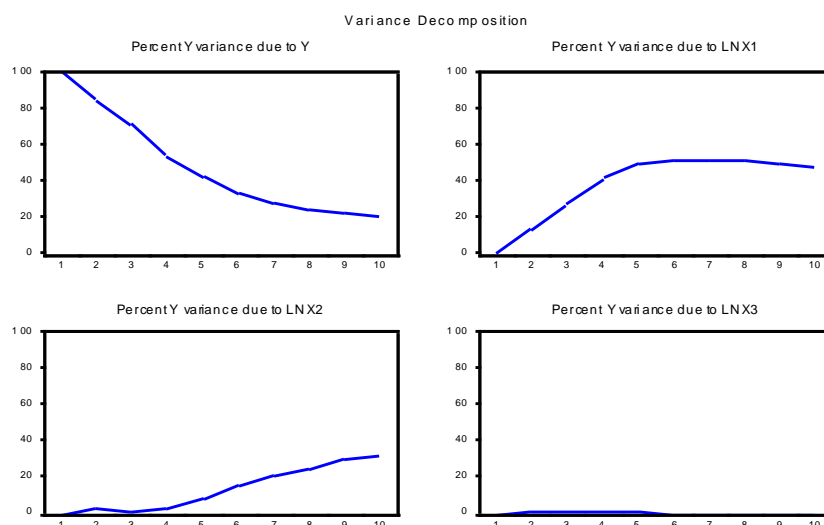 Variance Decomposition
Percent Y variance due to Y
Percent Y variance due to LNX1
100
80
60
40
20
0
1 2 3 4 5 6 7 8 9 10
100
80
60
40
20
0
1 2 3 4 5 6 7 8 9 10
Percent Y variance due to LNX2
Percent Y variance due to LNX3
100
80
60
40
20
0
1 2 3 4 5 6 7 8 9 10
100
80
60
40
20
0
1 2 3 4 5 6 7 8 9 10